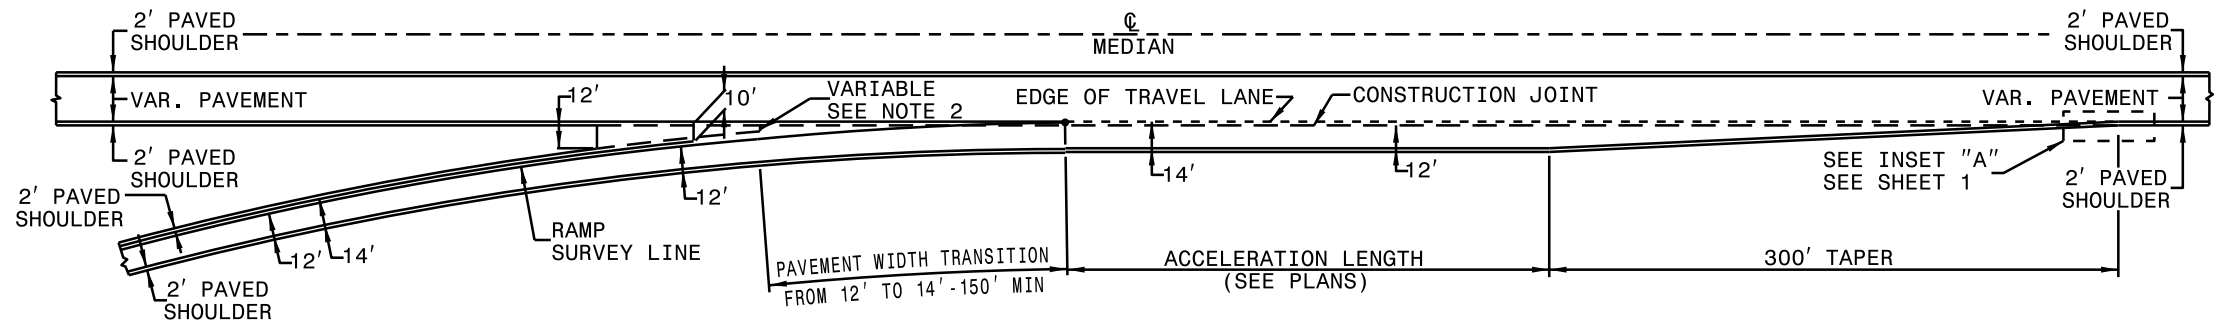 2' PAVED
SHOULDER
℄
MEDIAN
2' PAVED
SHOULDER
VAR. PAVEMENT
12'
10'
VARIABLE
SEE NOTE 2
EDGE OF TRAVEL LANE
CONSTRUCTION JOINT
VAR. PAVEMENT
2' PAVED
SHOULDER
2' PAVED
SHOULDER
12'
14'
RAMP
SURVEY LINE
12'
14'
12'
SEE INSET "A"
SEE SHEET 1
2' PAVED
SHOULDER
2' PAVED
SHOULDER
PAVEMENT WIDTH TRANSITION
FROM 12' TO 14'-150' MIN
ACCELERATION LENGTH
(SEE PLANS)
300' TAPER